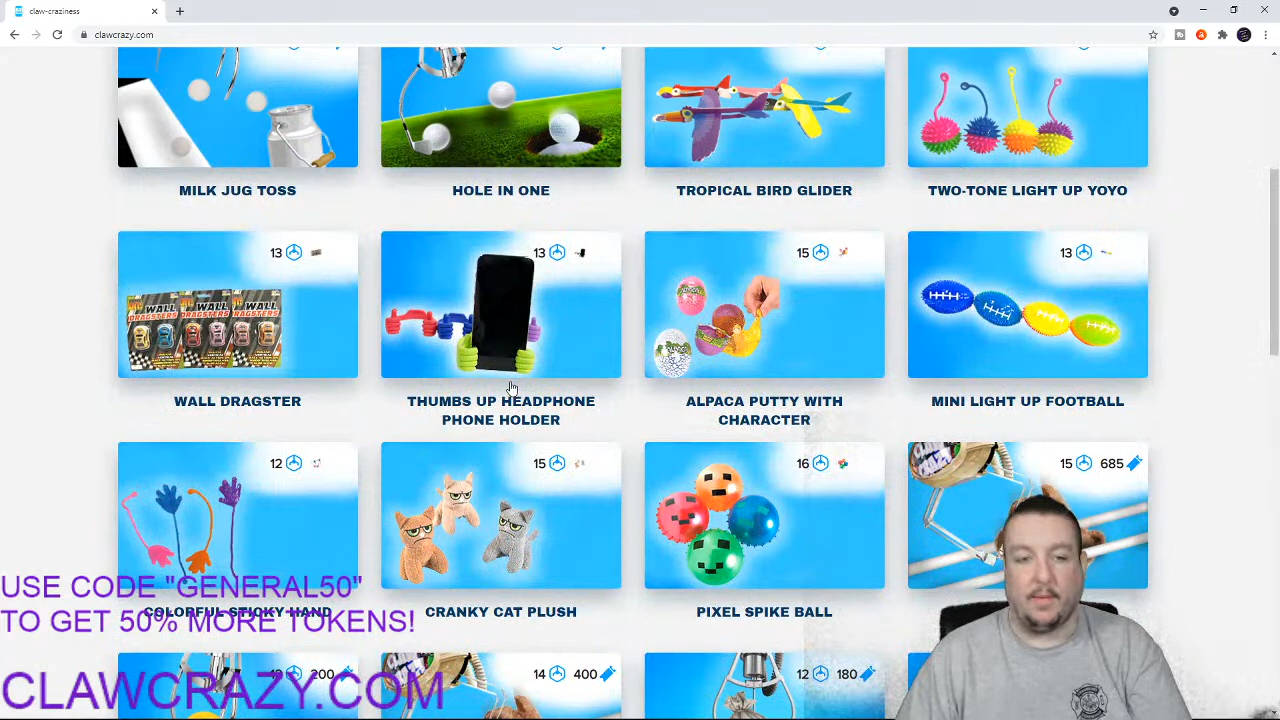 claw-craziness
clawcrazy.com
MILK JUG TOSS
HOLE IN ONE
TROPICAL BIRD GLIDER
TWO-TONE LIGHT UP YOYO
13
13
15
13
WALL DRAGSTER
THUMBS UP HEADPHONE
PHONE HOLDER
ALPACA PUTTY WITH
CHARACTER
MINI LIGHT UP FOOTBALL
12
15
16
15 685
COLORFUL STICKY HAND
CRANKY CAT PLUSH
PIXEL SPIKE BALL
USE CODE "GENERAL50"
TO GET 50% MORE TOKENS!
200
14 400
12 180
CLAWCRAZY.COM